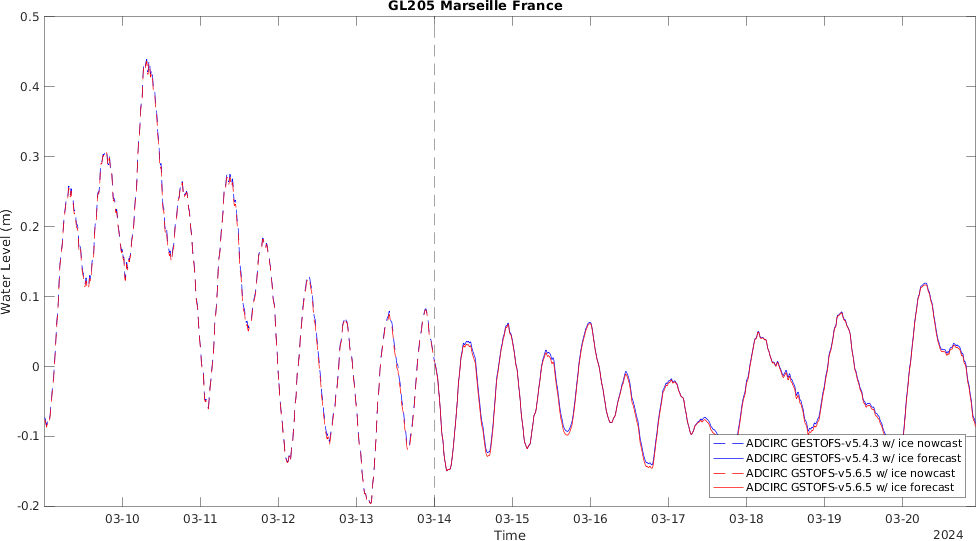 GL205 Marseille France
0.5
0.4
0.3
0.2
0.1
0
-0.1
-0.2
Water Level (m)
ADCIRC GESTOFS-v5.4.3 w/ ice nowcast
ADCIRC GESTOFS-v5.4.3 w/ ice forecast
ADCIRC GSTOFS-v5.6.5 w/ ice nowcast
ADCIRC GSTOFS-v5.6.5 w/ ice forecast
03-10 03-11 03-12 03-13 03-14 03-15 03-16 03-17 03-18 03-19 03-20
Time
2024